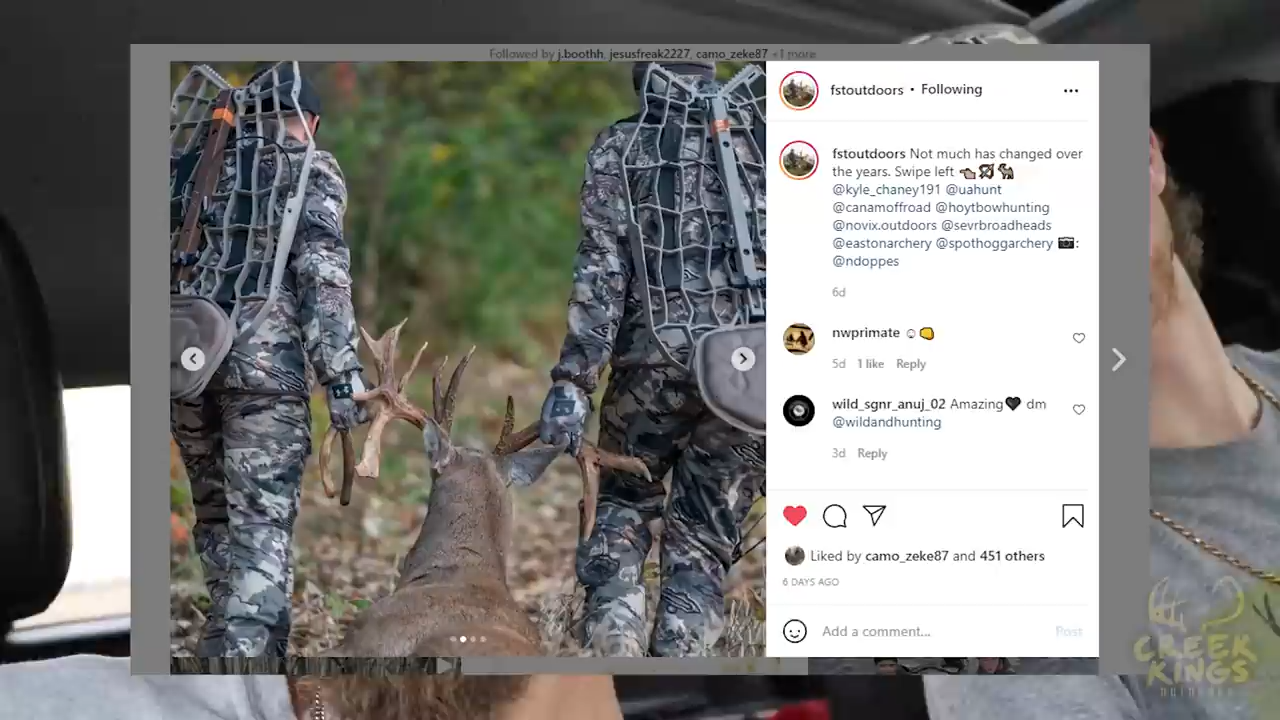 Followed by j.boothh, jesusfreak2227, camo_zeke87 +1 more
fstoutdoors • Following
fstoutdoors Not much has changed over
the years. Swipe left 👈🏽🏹🐪
@kyle_chaney191 @uahunt
@canamoffroad @hoytbowhunting
@novix.outdoors @sevrbroadheads
@eastonarchery @spothoggarchery 📷:
@ndoppes
6d
nwprimate ☺👊
5d 1 like Reply
wild_sgnr_anuj_02 Amazing🖤 dm
@wildandhunting
3d Reply
Liked by camo_zeke87 and 451 others
6 DAYS AGO
Add a comment... Post
CREEK
KINGS